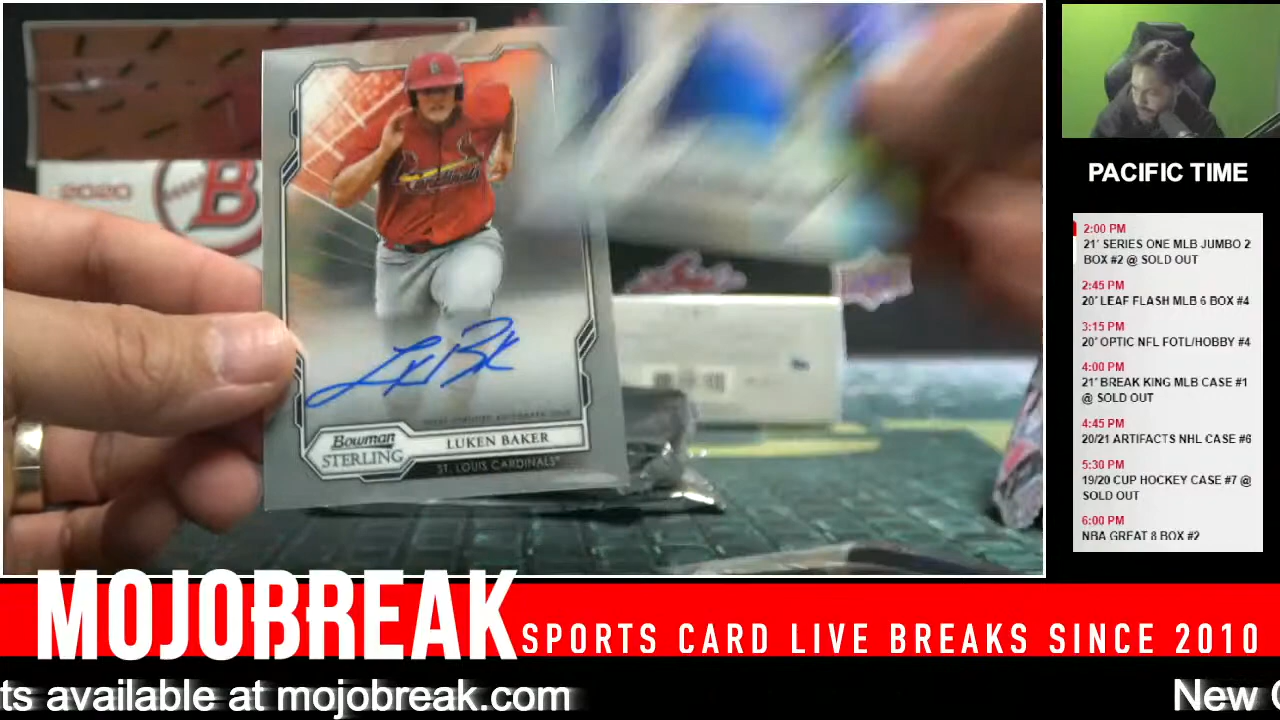 2020
B
Cardinals
Bowman
STERLING
LUKEN BAKER
ST. LOUIS CARDINALS
PACIFIC TIME
2:00 PM
21' SERIES ONE MLB JUMBO 2
BOX #2 @ SOLD OUT
2:45 PM
20' LEAF FLASH MLB 6 BOX #4
3:15 PM
20' OPTIC NFL FOTL/HOBBY #4
4:00 PM
21' BREAK KING MLB CASE #1
@ SOLD OUT
4:45 PM
20/21 ARTIFACTS NHL CASE #6
5:30 PM
19/20 CUP HOCKEY CASE #7 @
SOLD OUT
6:00 PM
NBA GREAT 8 BOX #2
MOJOBREAK
SPORTS CARD LIVE BREAKS SINCE 2010
ts available at mojobreak.com
New